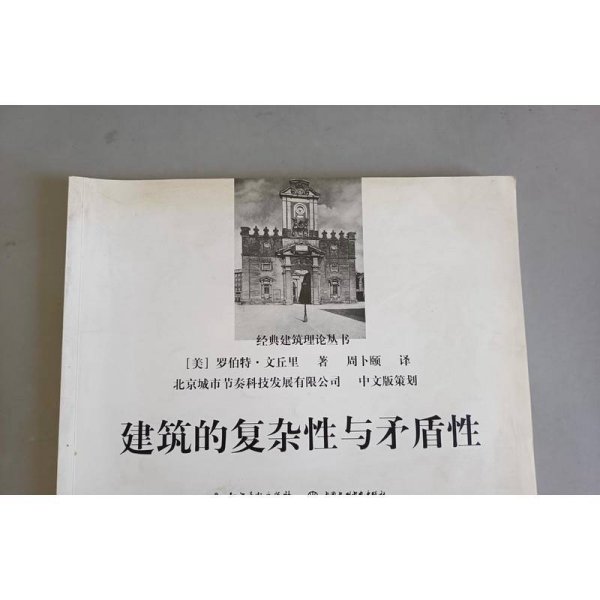 经典建筑理论丛书
[美] 罗伯特·文丘里 著 周卜颐 译
北京城市节奏科技发展有限公司 中文版策划
建筑的复杂性与矛盾性